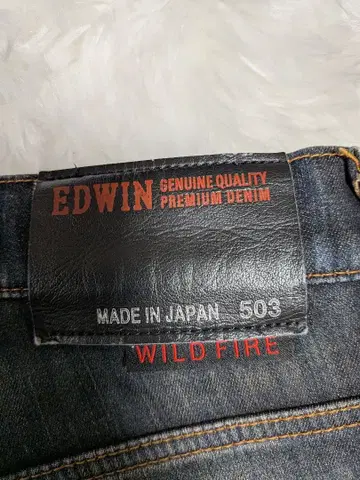 EDWIN GENUINE QUALITY
PREMIUM DENIM
MADE IN JAPAN 503
WILD FIRE